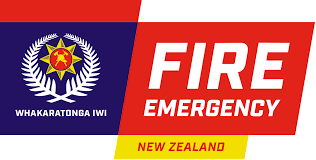 WHAKARATONGA IWI
FIRE
EMERGENCY
NEW ZEALAND